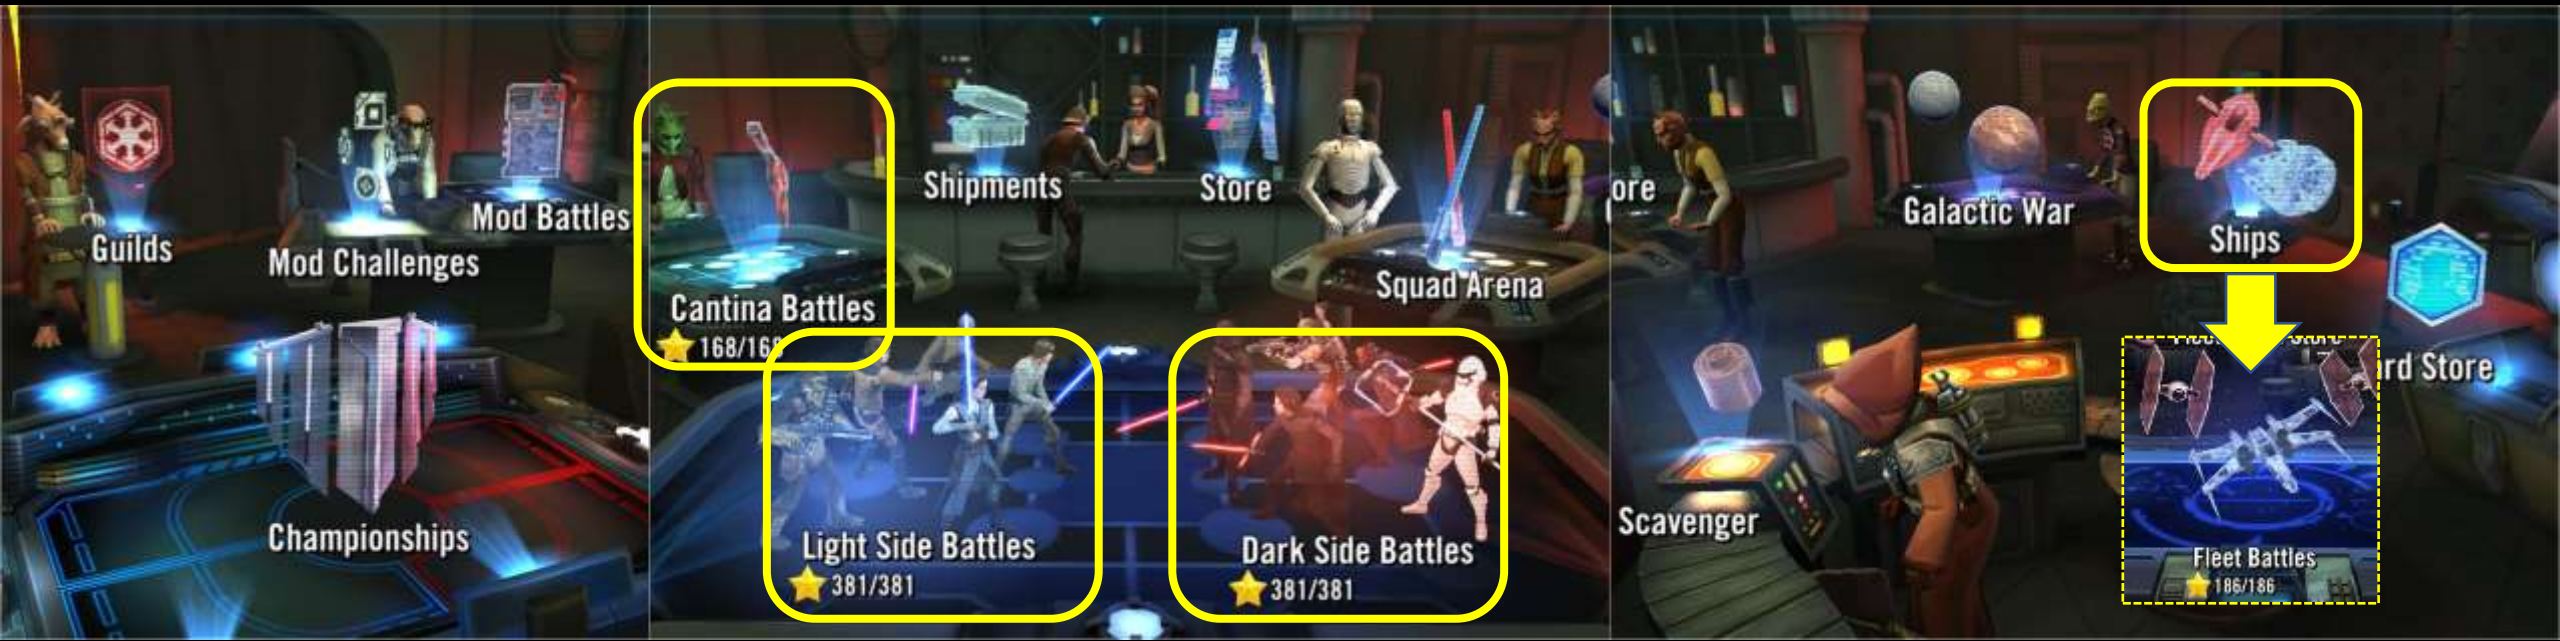 Guilds
Mod Challenges
Mod Battles
Championships
Cantina Battles
168/168
Shipments
Store
Squad Arena
Light Side Battles
381/381
Dark Side Battles
381/381
ore
Galactic War
Ships
Scavenger
rd Store
Fleet Battles
186/186